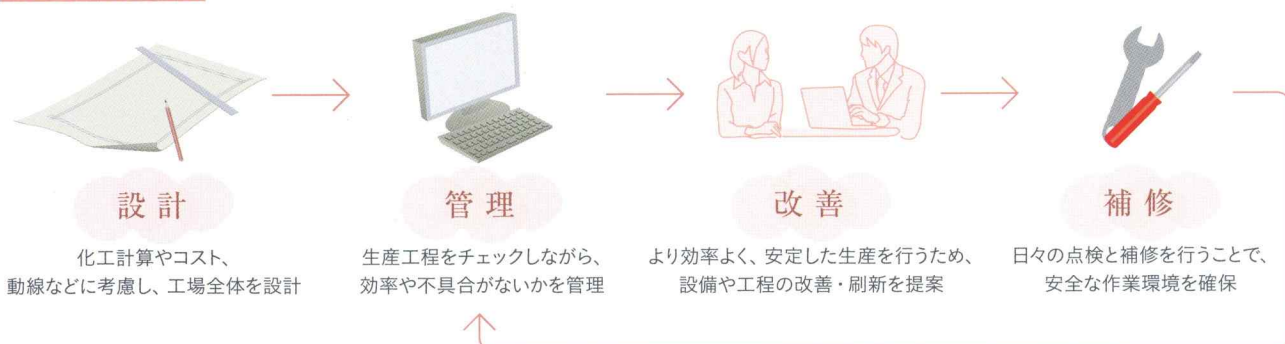 設計
化工計算やコスト、
動線などに考慮し、工場全体を設計
管理
生産工程をチェックしながら、
効率や不具合がないかを管理
改善
より効率よく、安定した生産を行うため、
設備や工程の改善・刷新を提案
補修
日々の点検と補修を行うことで、
安全な作業環境を確保